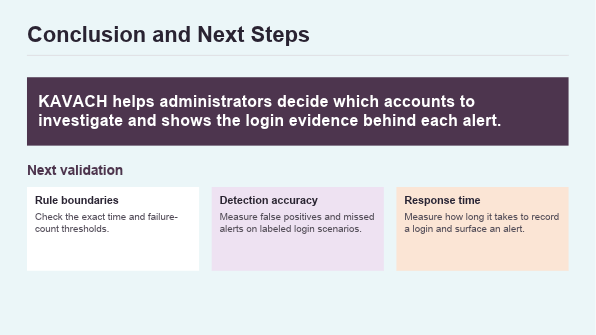 Conclusion and Next Steps
KAVACH helps administrators decide which accounts to
investigate and shows the login evidence behind each alert.
Next validation
Rule boundaries
Check the exact time and failure-
count thresholds.
Detection accuracy
Measure false positives and missed
alerts on labeled login scenarios.
Response time
Measure how long it takes to record
a login and surface an alert.